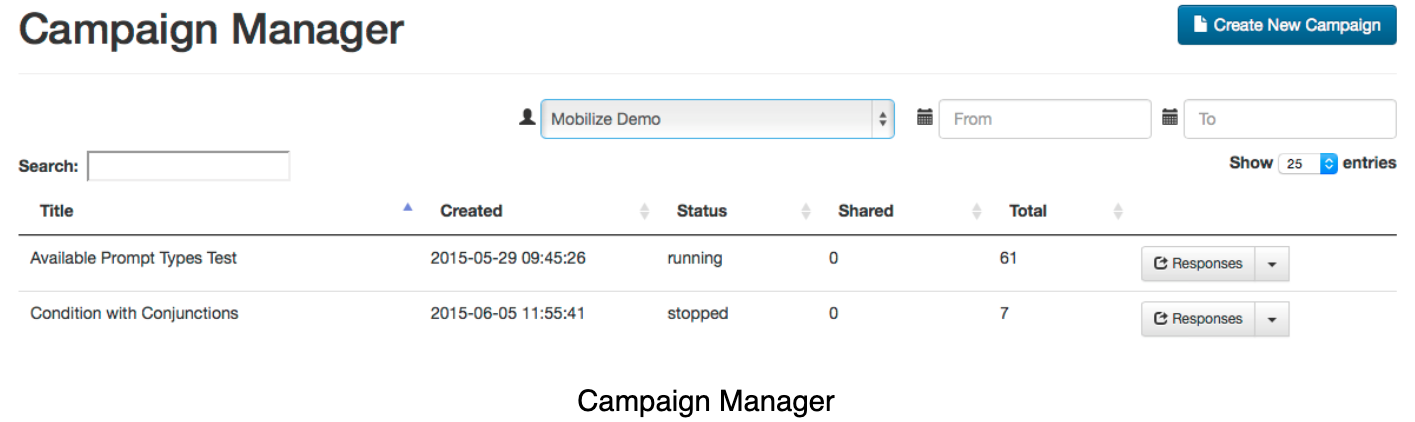 Campaign Manager
Create New Campaign
Mobilize Demo
From
To
Search:
Show 25 entries
Title Created Status Shared Total
Available Prompt Types Test 2015-05-29 09:45:26 running 0 61 Responses
Condition with Conjunctions 2015-06-05 11:55:41 stopped 0 7 Responses
Campaign Manager